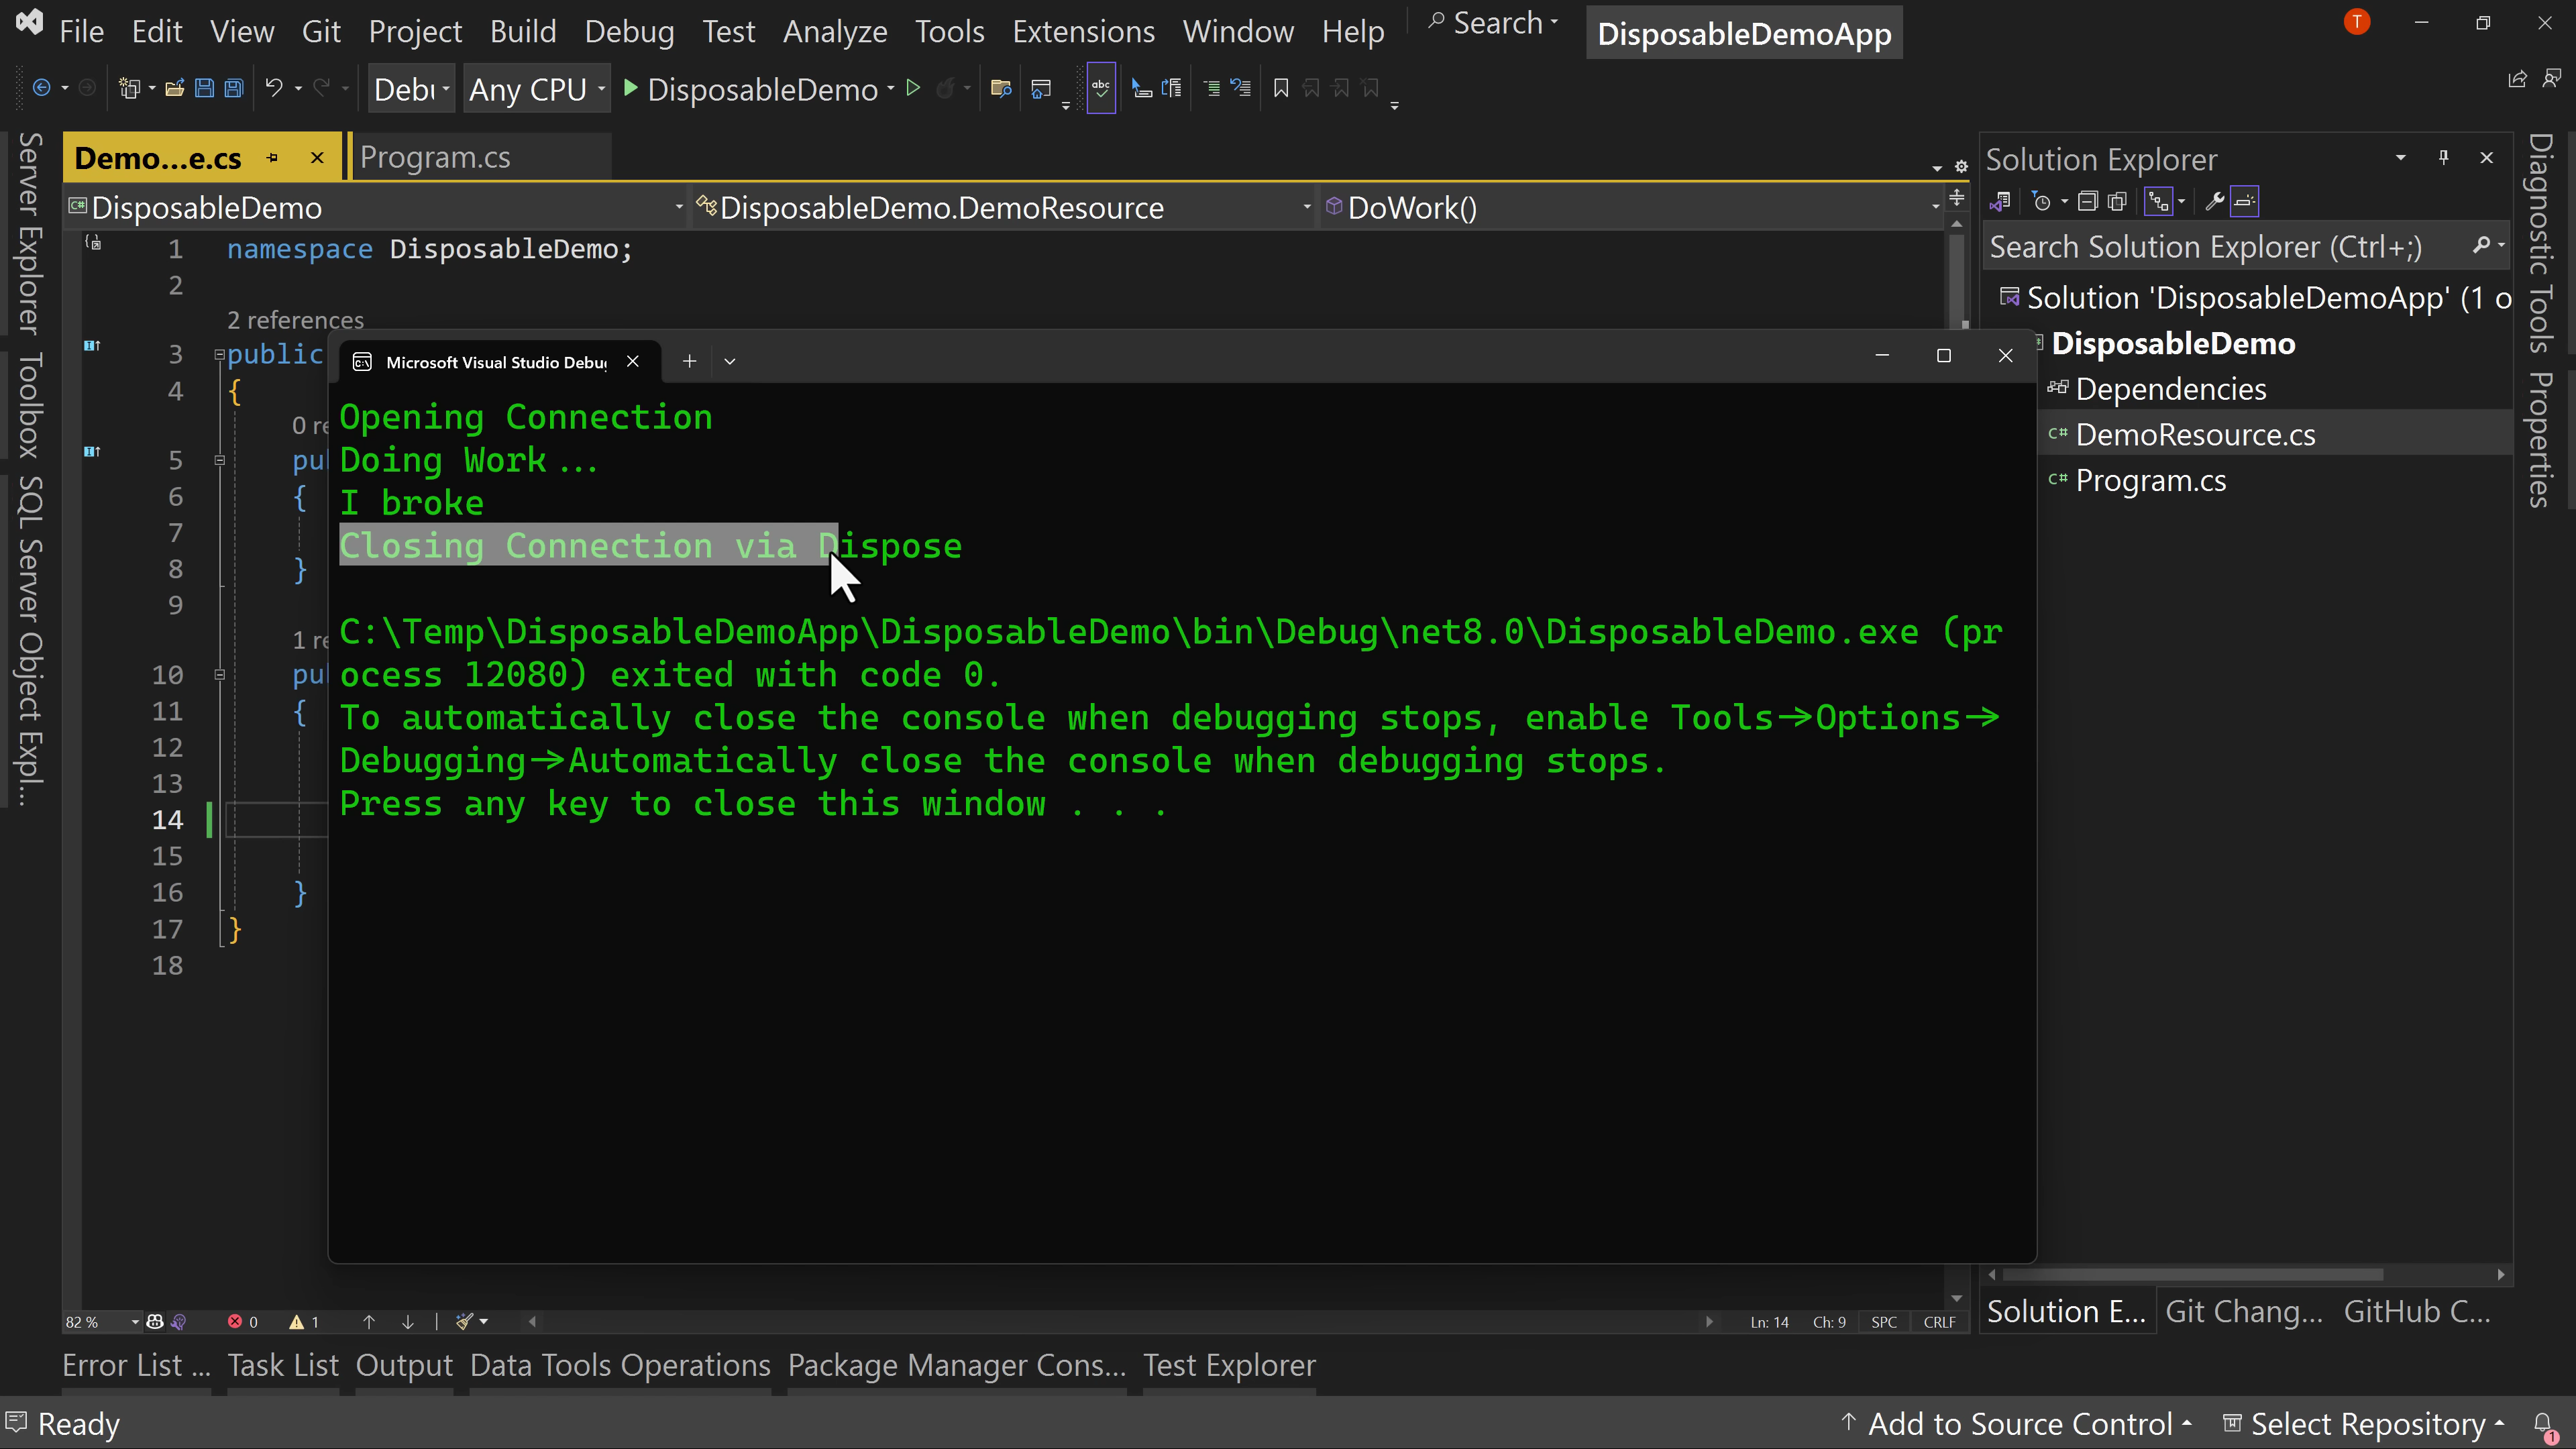 File Edit View Git Project Build Debug Test Analyze Tools Extensions Window Help Search DisposableDemoApp T
Debu Any CPU DisposableDemo
Demo...e.cs Program.cs
DisposableDemo DisposableDemo.DemoResource DoWork()
1 namespace DisposableDemo;
2
2 references
3 public
4 {
0 re
5 pub
6 {
7
8 }
9
1 re
10 pub
11 {
12
13
14
15
16 }
17 }
18
Microsoft Visual Studio Debug
Opening Connection
Doing Work...
I broke
Closing Connection via Dispose
C:\Temp\DisposableDemoApp\DisposableDemo\bin\Debug\net8.0\DisposableDemo.exe (pr
ocess 12080) exited with code 0.
To automatically close the console when debugging stops, enable Tools->Options->
Debugging->Automatically close the console when debugging stops.
Press any key to close this window . . .
Solution Explorer
Search Solution Explorer (Ctrl+;)
Solution 'DisposableDemoApp' (1 o
DisposableDemo
Dependencies
C# DemoResource.cs
C# Program.cs
Server Explorer
Toolbox
SQL Server Object Expl...
Diagnostic Tools
Properties
82 % 0 1 Ln: 14 Ch: 9 SPC CRLF
Solution E... Git Chang... GitHub C...
Error List ... Task List Output Data Tools Operations Package Manager Cons... Test Explorer
Ready Add to Source Control Select Repository 1